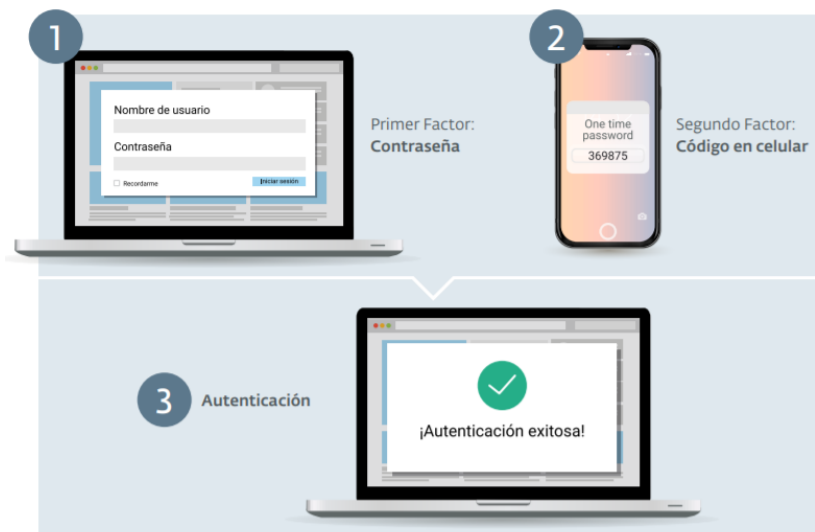 1
Nombre de usuario
Contraseña
Recordarme
Iniciar sesión
Primer Factor:
Contraseña
2
One time
password
369875
Segundo Factor:
Código en celular
3
Autenticación
¡Autenticación exitosa!